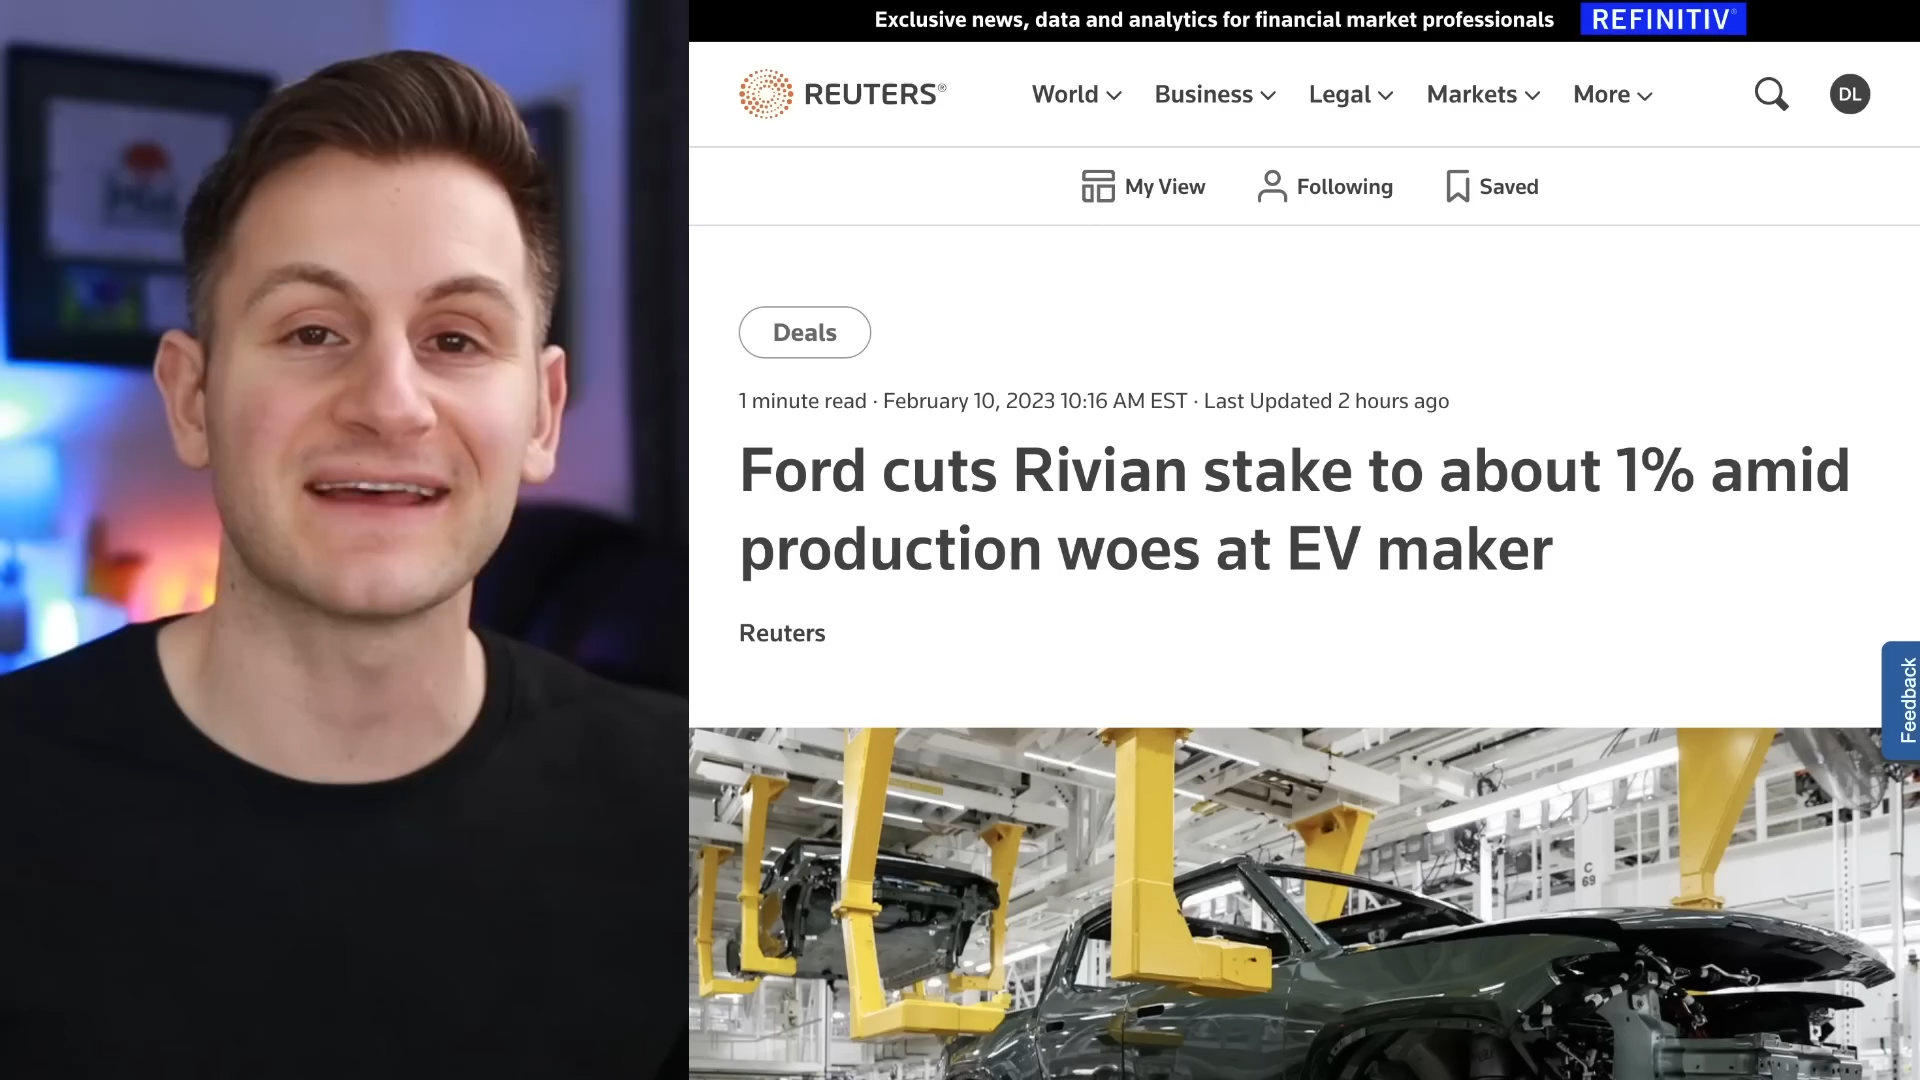 Exclusive news, data and analytics for financial market professionals REFINITIV
REUTERS® World Business Legal Markets More DL
My View Following Saved
Deals
1 minute read · February 10, 2023 10:16 AM EST · Last Updated 2 hours ago
Ford cuts Rivian stake to about 1% amid
production woes at EV maker
Reuters
Feedback
C
69